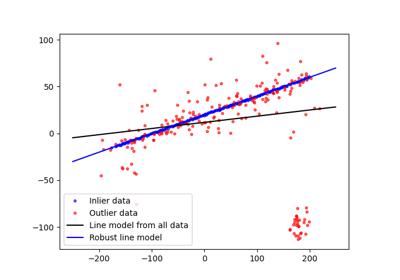 100
50
0
−50
−100
−200
−100
0
100
200
Inlier data
Outlier data
Line model from all data
Robust line model